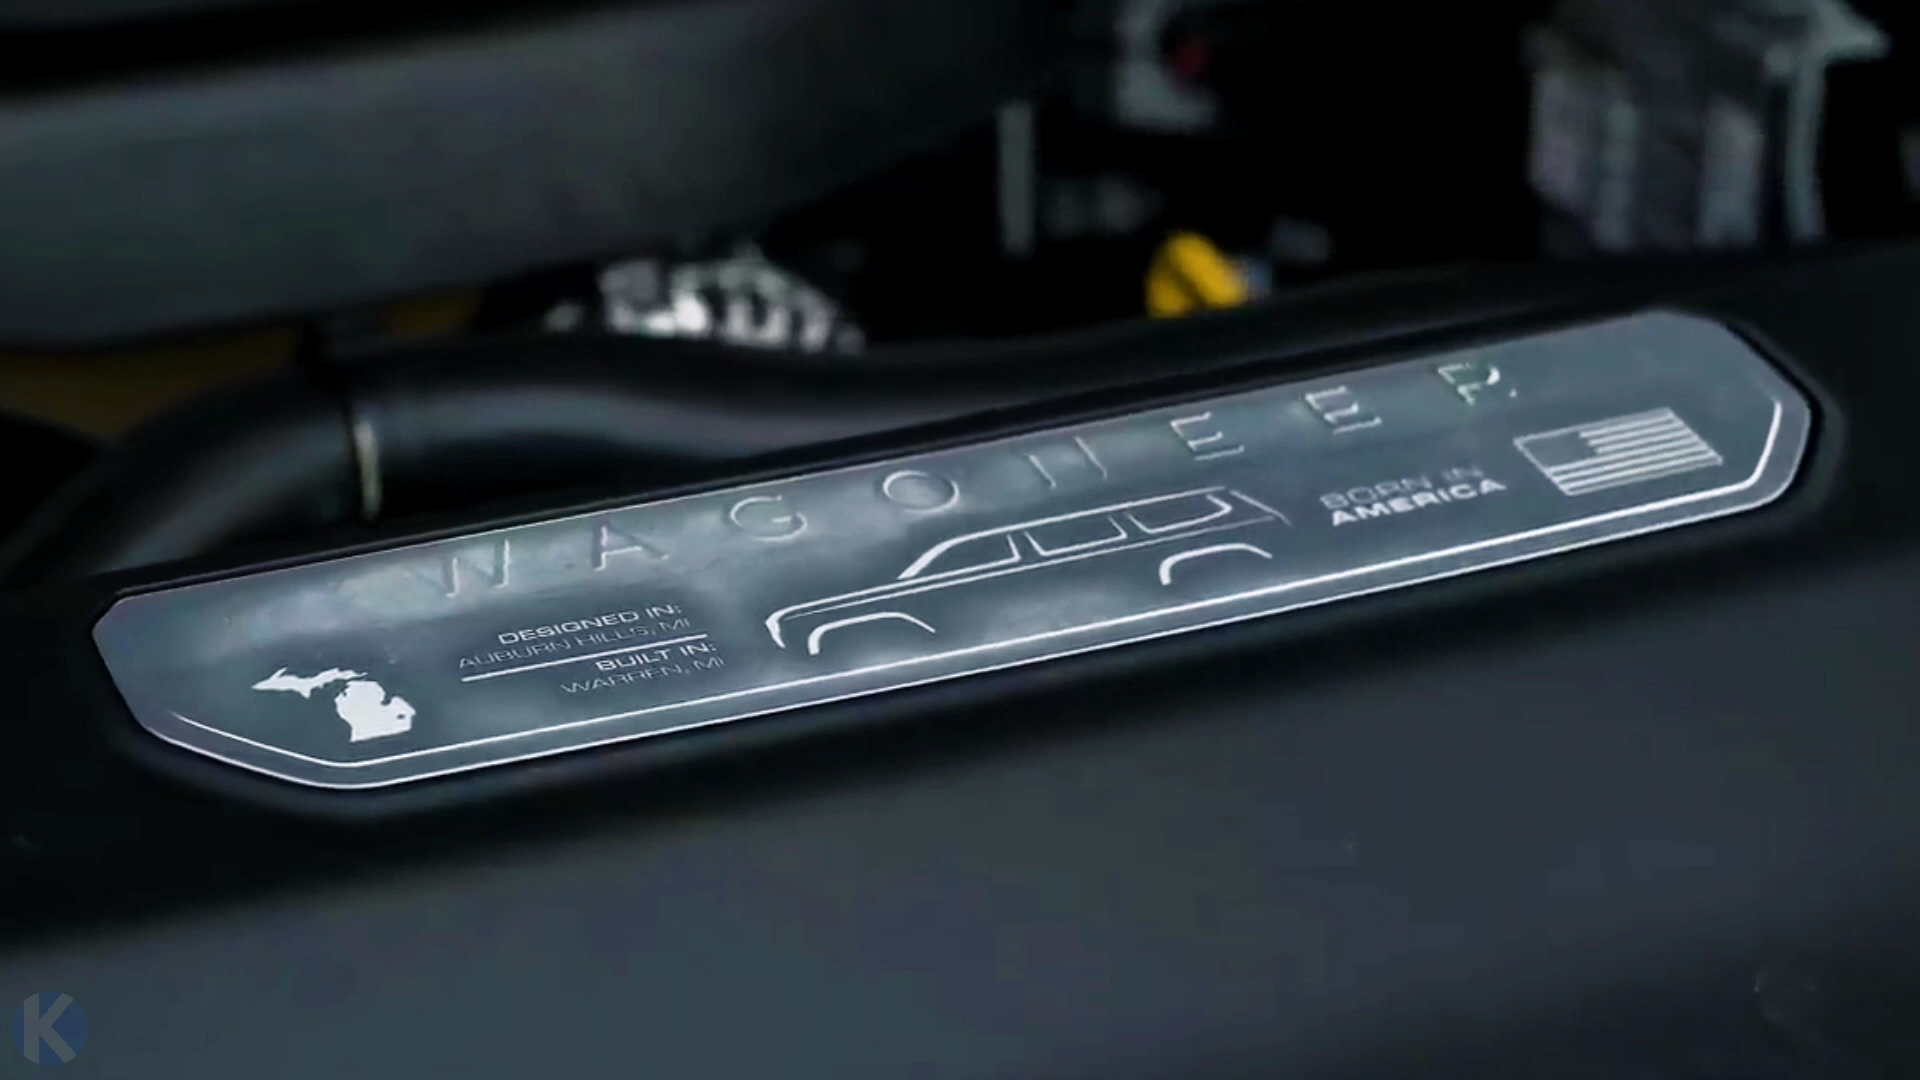 WAGONEER
DESIGNED IN:
AUBURN HILLS, MI
BUILT IN:
WARREN, MI
BORN IN
AMERICA
K